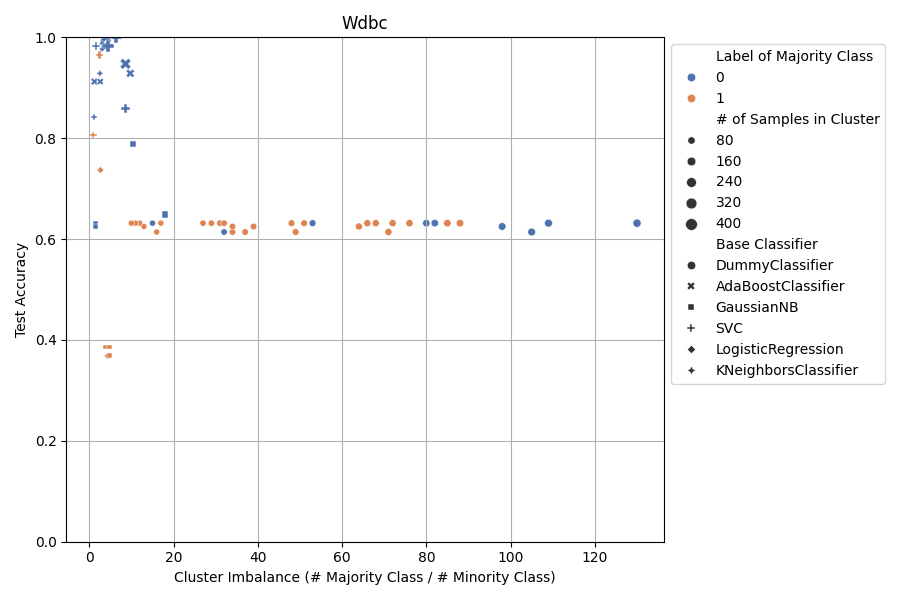 Wdbc
1.0
0.8
0.6
0.4
0.2
0.0
Test Accuracy
0 20 40 60 80 100 120
Cluster Imbalance (# Majority Class / # Minority Class)
Label of Majority Class
0
1
# of Samples in Cluster
80
160
240
320
400
Base Classifier
DummyClassifier
AdaBoostClassifier
GaussianNB
SVC
LogisticRegression
KNeighborsClassifier